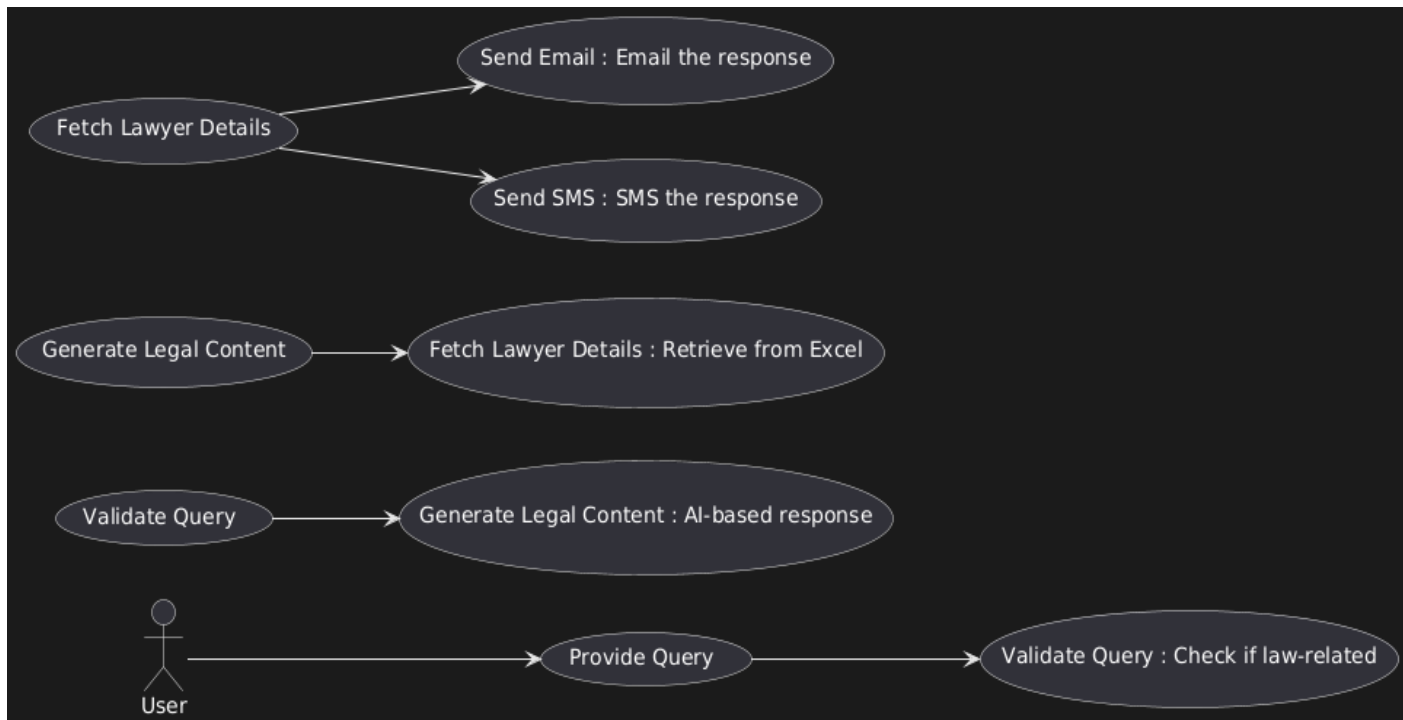 Send Email : Email the response
Fetch Lawyer Details
Send SMS : SMS the response
Generate Legal Content
Fetch Lawyer Details : Retrieve from Excel
Validate Query
Generate Legal Content : AI-based response
Provide Query
Validate Query : Check if law-related
User